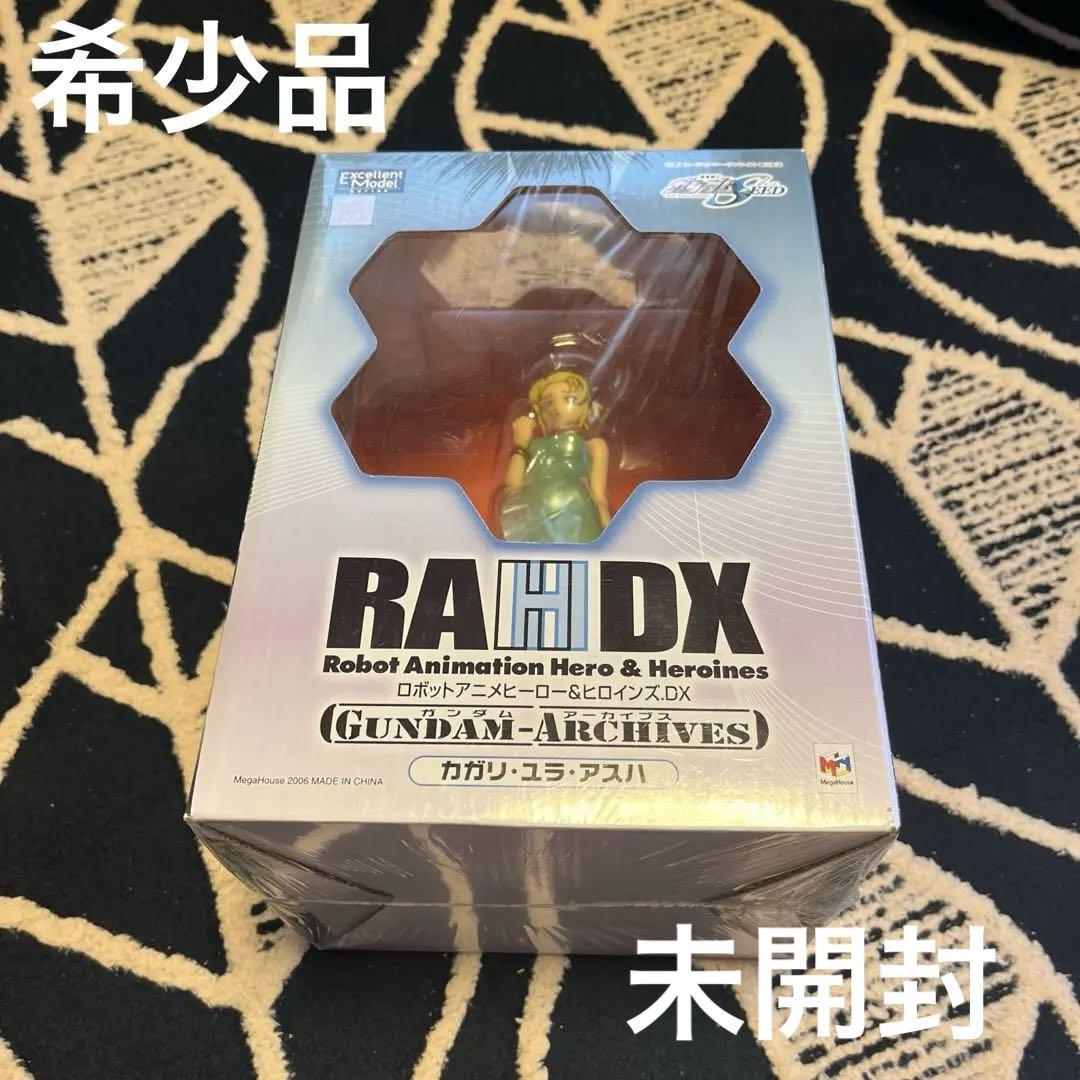 希少品
Excellent
Model
Series
SEED
RAHDX
Robot Animation Hero & Heroines
ロボットアニメヒーロー&ヒロインズ.DX
ガンダム アーカイブス
(GUNDAM-ARCHIVES)
カガリ・ユラ・アスハ
MegaHouse 2006 MADE IN CHINA
MegaHouse
未開封